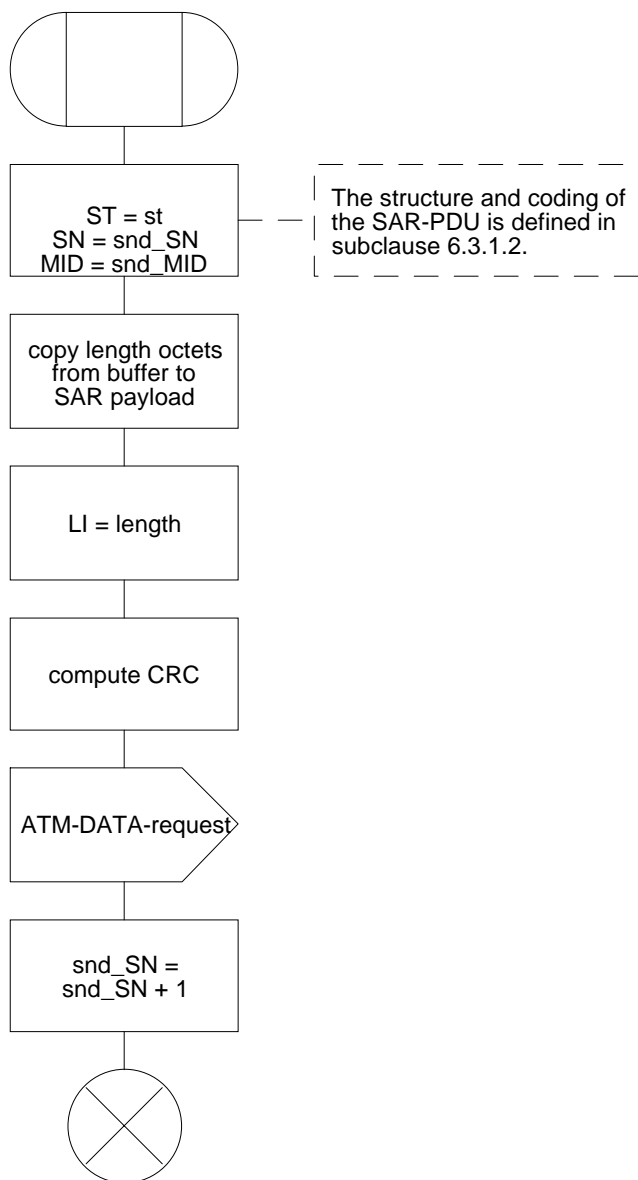 ST = st
SN = snd_SN
MID = snd_MID
The structure and coding of
the SAR-PDU is defined in
subclause 6.3.1.2.
copy length octets
from buffer to
SAR payload
LI = length
compute CRC
ATM-DATA-request
snd_SN =
snd_SN + 1